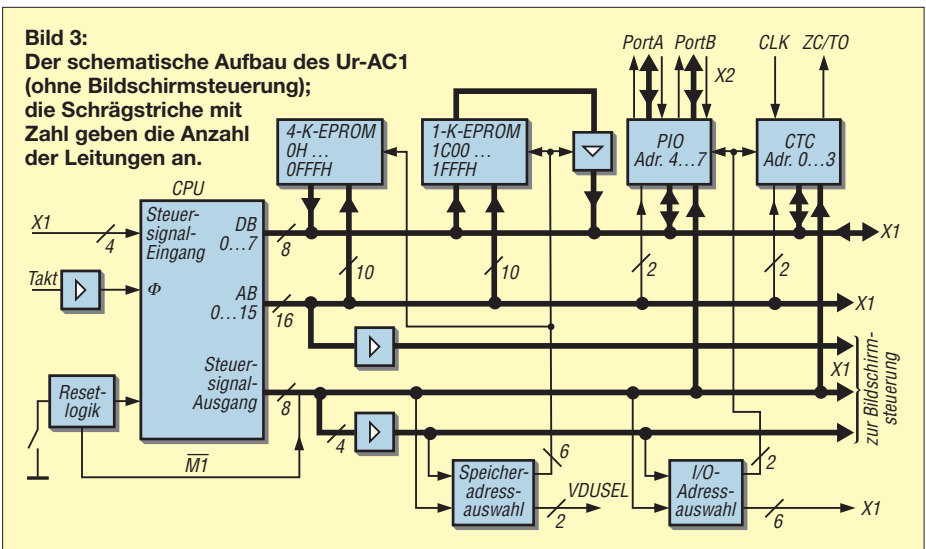 Bild 3:
Der schematische Aufbau des Ur-AC1
(ohne Bildschirmsteuerung);
die Schrägstriche mit
Zahl geben die Anzahl
der Leitungen an.
PortA PortB CLK ZC/TO
X2
4-K-EPROM
0H ...
0FFFH
1-K-EPROM
1C00 ...
1FFFH
PIO
Adr. 4...7
CTC
Adr. 0...3
CPU
X1
4
Steuer-
signal-
Eingang
DB
0...7
8
X1
10
10
2
2
Takt
Φ
AB
0...15
16
X1
X1
zur Bildschirm-
steuerung
Reset-
logik
Steuer-
signal-
Ausgang
8
4
M̅1̅
6
2
Speicher-
adress-
auswahl
VDUSEL
2
I/O-
Adress-
auswahl
6
X1